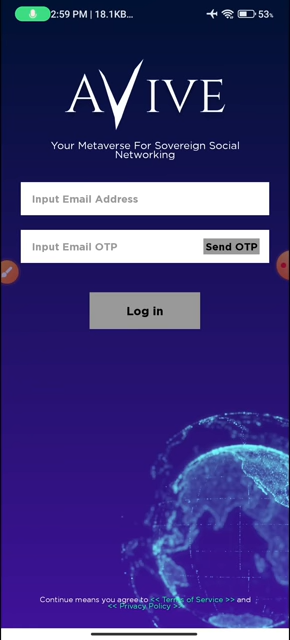 2:59 PM | 18.1KB... 53%
AVIVE
Your Metaverse For Sovereign Social
Networking
Input Email Address
Input Email OTP Send OTP
Log in
Continue means you agree to << Terms of Service >> and
<< Privacy Policy >>